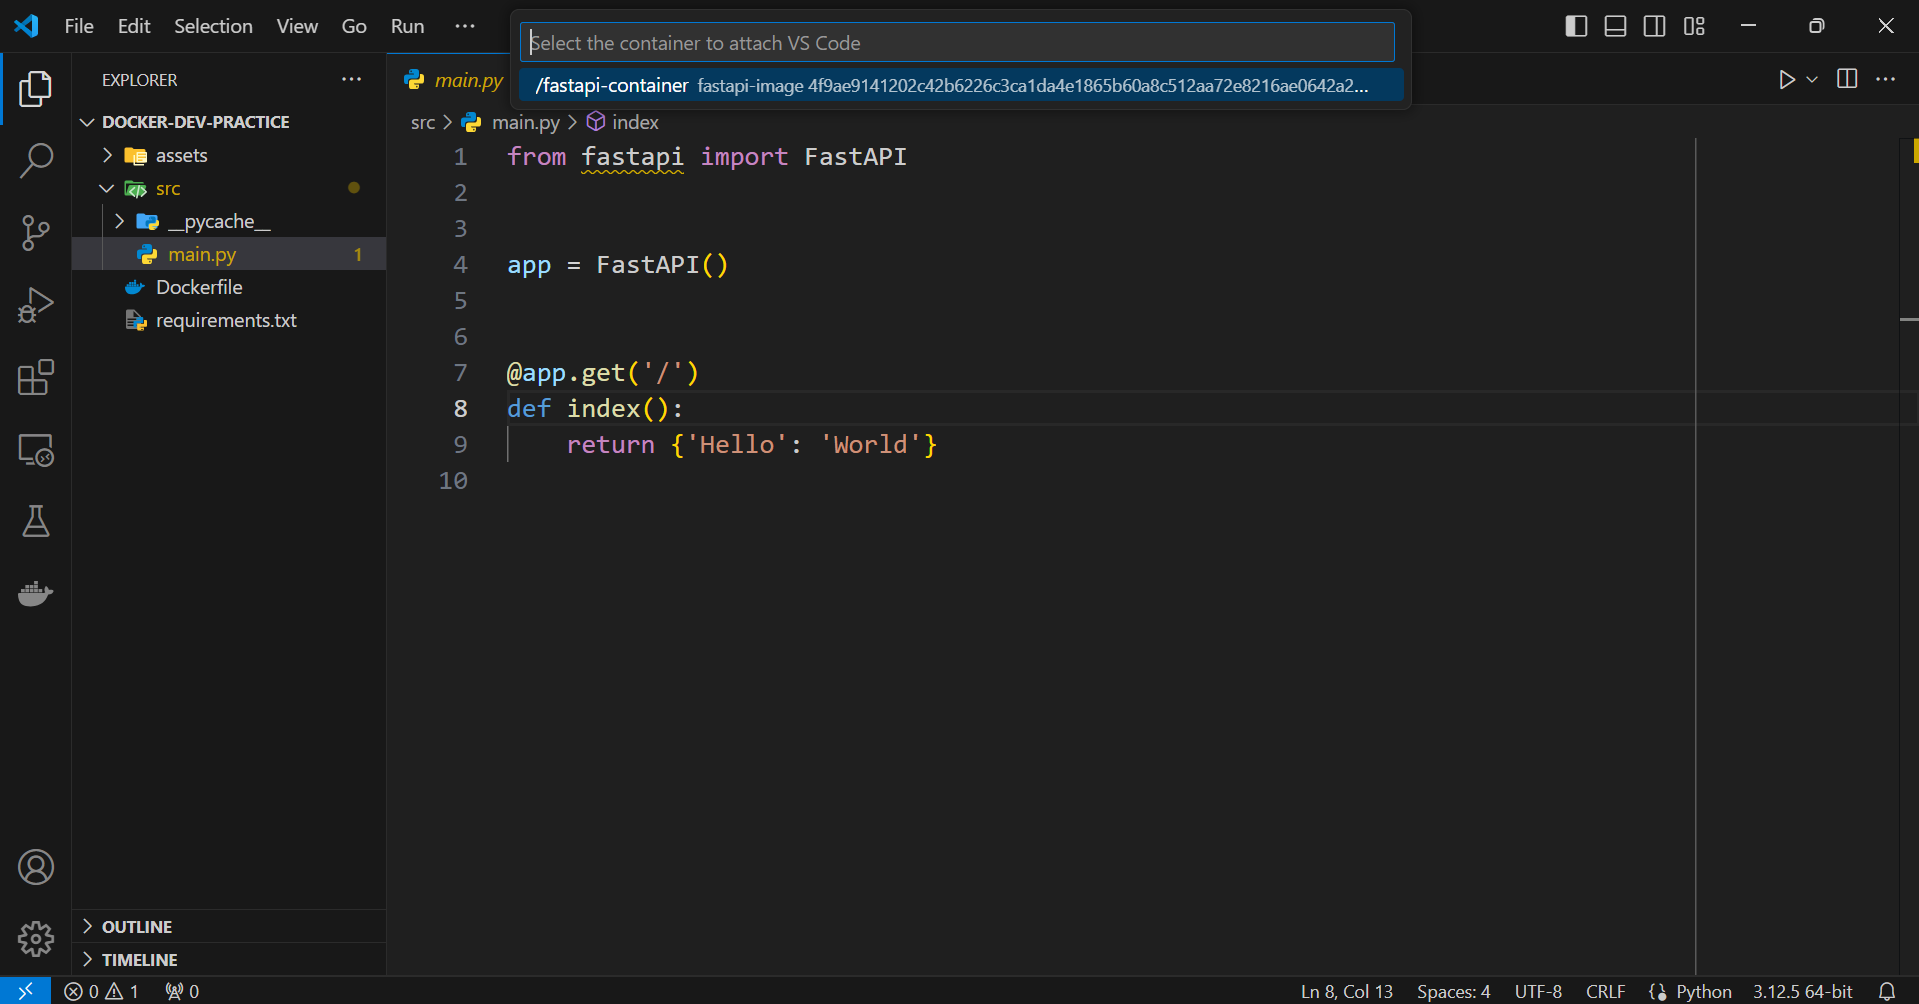 File Edit Selection View Go Run ···
Select the container to attach VS Code
/fastapi-container fastapi-image 4f9ae9141202c42b6226c3ca1da4e1865b60a8c512aa72e8216ae0642a2...
EXPLORER ···
DOCKER-DEV-PRACTICE
assets
src
__pycache__
main.py 1
Dockerfile
requirements.txt
OUTLINE
TIMELINE
main.py
src > main.py > index
1 from fastapi import FastAPI
2
3
4 app = FastAPI()
5
6
7 @app.get('/')
8 def index():
9 return {'Hello': 'World'}
10
0 1 0
Ln 8, Col 13 Spaces: 4 UTF-8 CRLF Python 3.12.5 64-bit